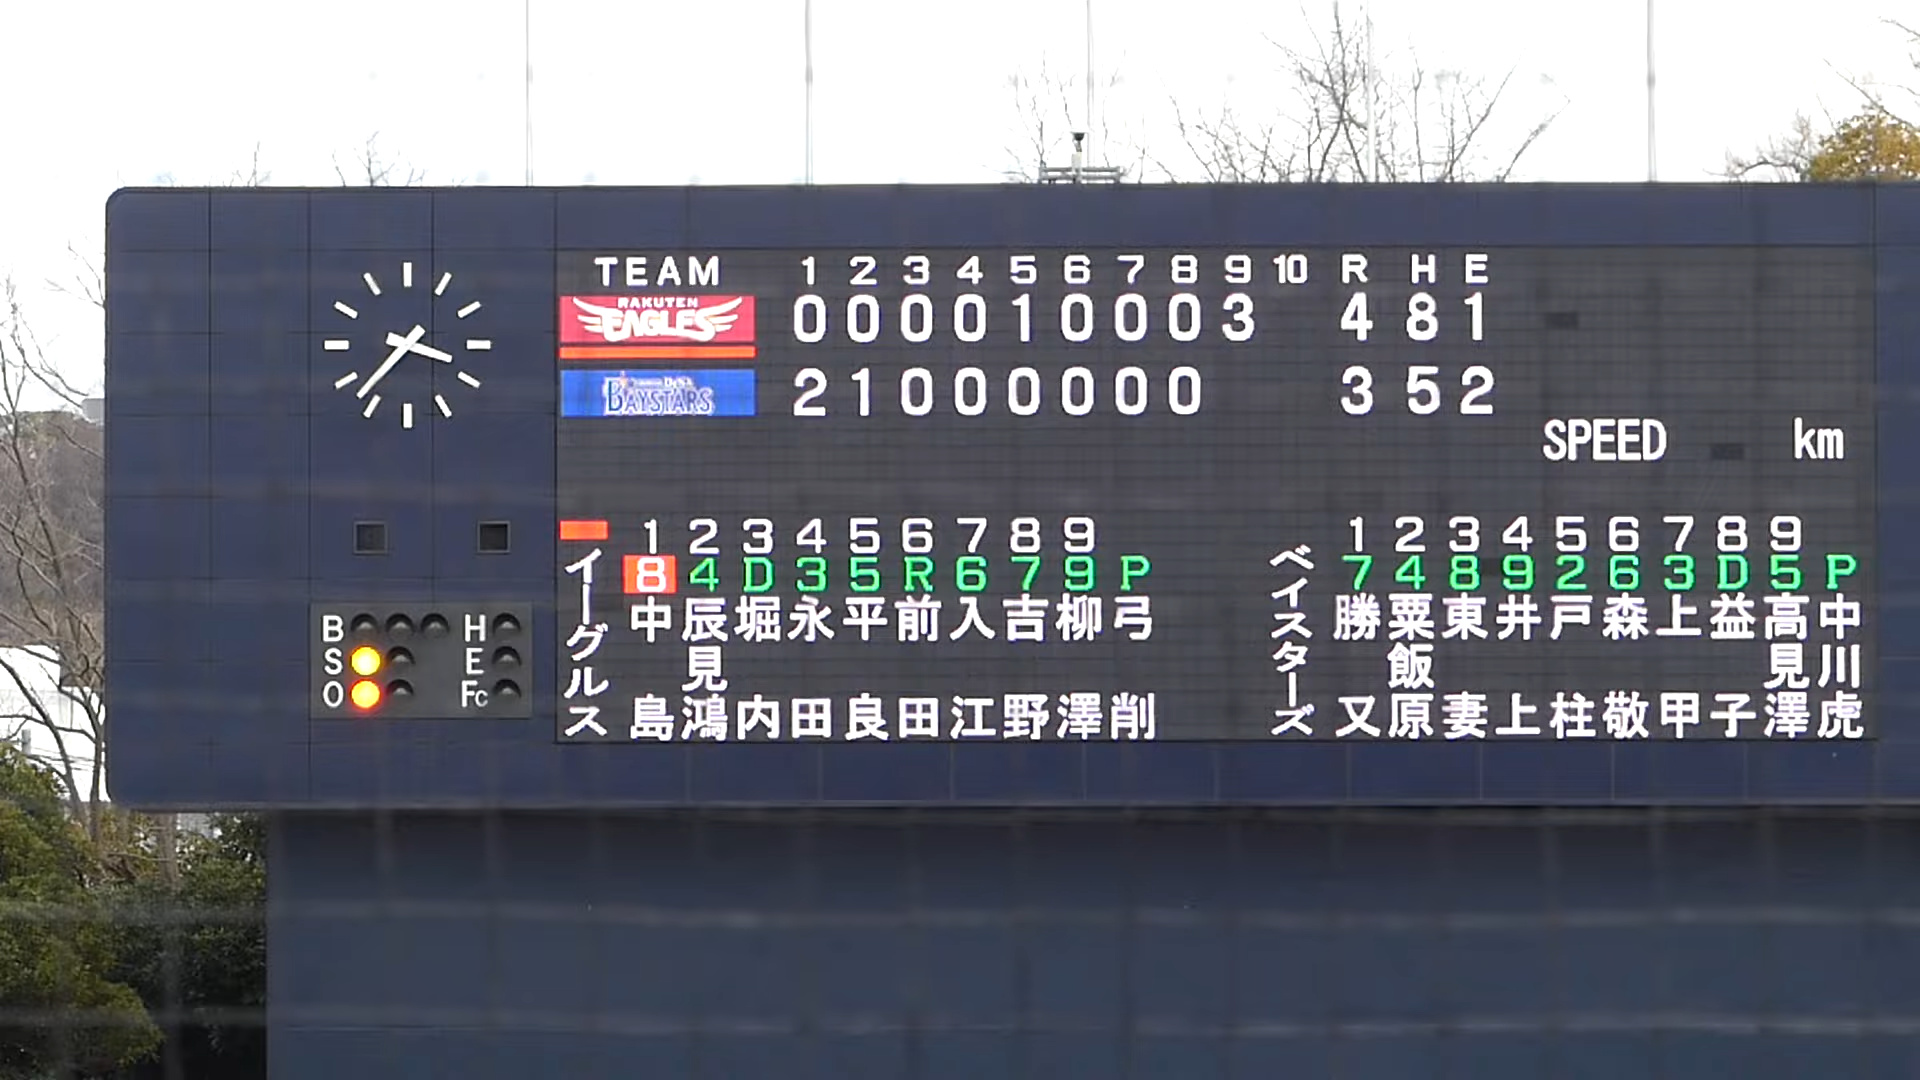 TEAM 1 2 3 4 5 6 7 8 9 10 R H E
RAKUTEN
EAGLES
0 0 0 0 1 0 0 0 3 4 8 1
BAYSTARS
2 1 0 0 0 0 0 0 3 5 2
SPEED km
B H
S E
O Fc
イーグルス
1 2 3 4 5 6 7 8 9
8 4 D 3 5 R 6 7 9 P
中島
辰見鴻
堀内
永田
平良
前田
入江
吉野
柳澤
弓削
ベイスターズ
1 2 3 4 5 6 7 8 9
7 4 8 9 2 6 3 D 5 P
勝又
粟飯原
東妻
井上
戸柱
森敬
上甲
益子
高見澤
中川虎